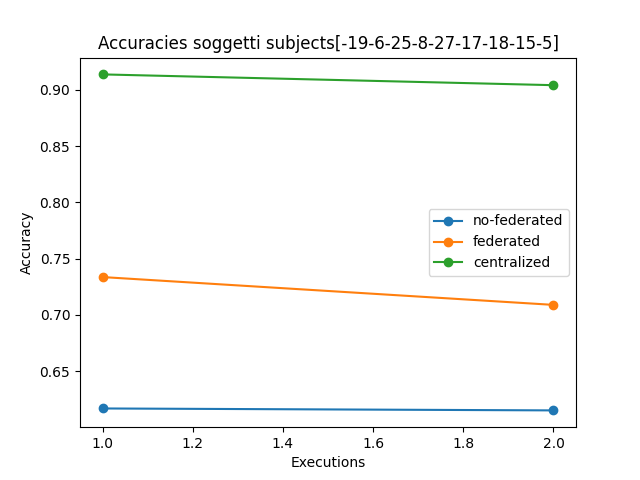 Accuracies soggetti subjects[-19-6-25-8-27-17-18-15-5]
0.90
0.85
0.80
0.75
0.70
0.65
Accuracy
no-federated
federated
centralized
1.0 1.2 1.4 1.6 1.8 2.0
Executions